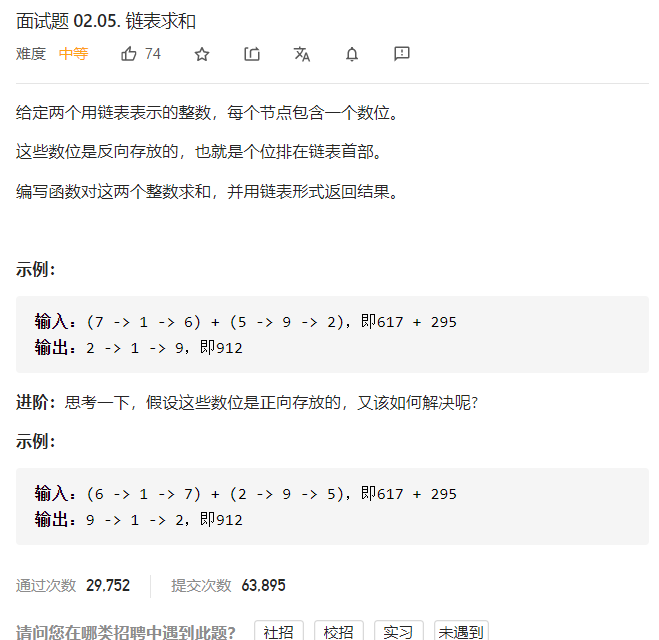 面试题 02.05. 链表求和
难度 中等 74
给定两个用链表表示的整数，每个节点包含一个数位。
这些数位是反向存放的，也就是个位排在链表首部。
编写函数对这两个整数求和，并用链表形式返回结果。
示例：
输入：(7 -> 1 -> 6) + (5 -> 9 -> 2)，即617 + 295
输出：2 -> 1 -> 9，即912
进阶：思考一下，假设这些数位是正向存放的，又该如何解决呢?
示例：
输入：(6 -> 1 -> 7) + (2 -> 9 -> 5)，即617 + 295
输出：9 -> 1 -> 2，即912
通过次数 29,752 提交次数 63,895
请问您在哪类招聘中遇到此题？ 社招 校招 实习 未遇到